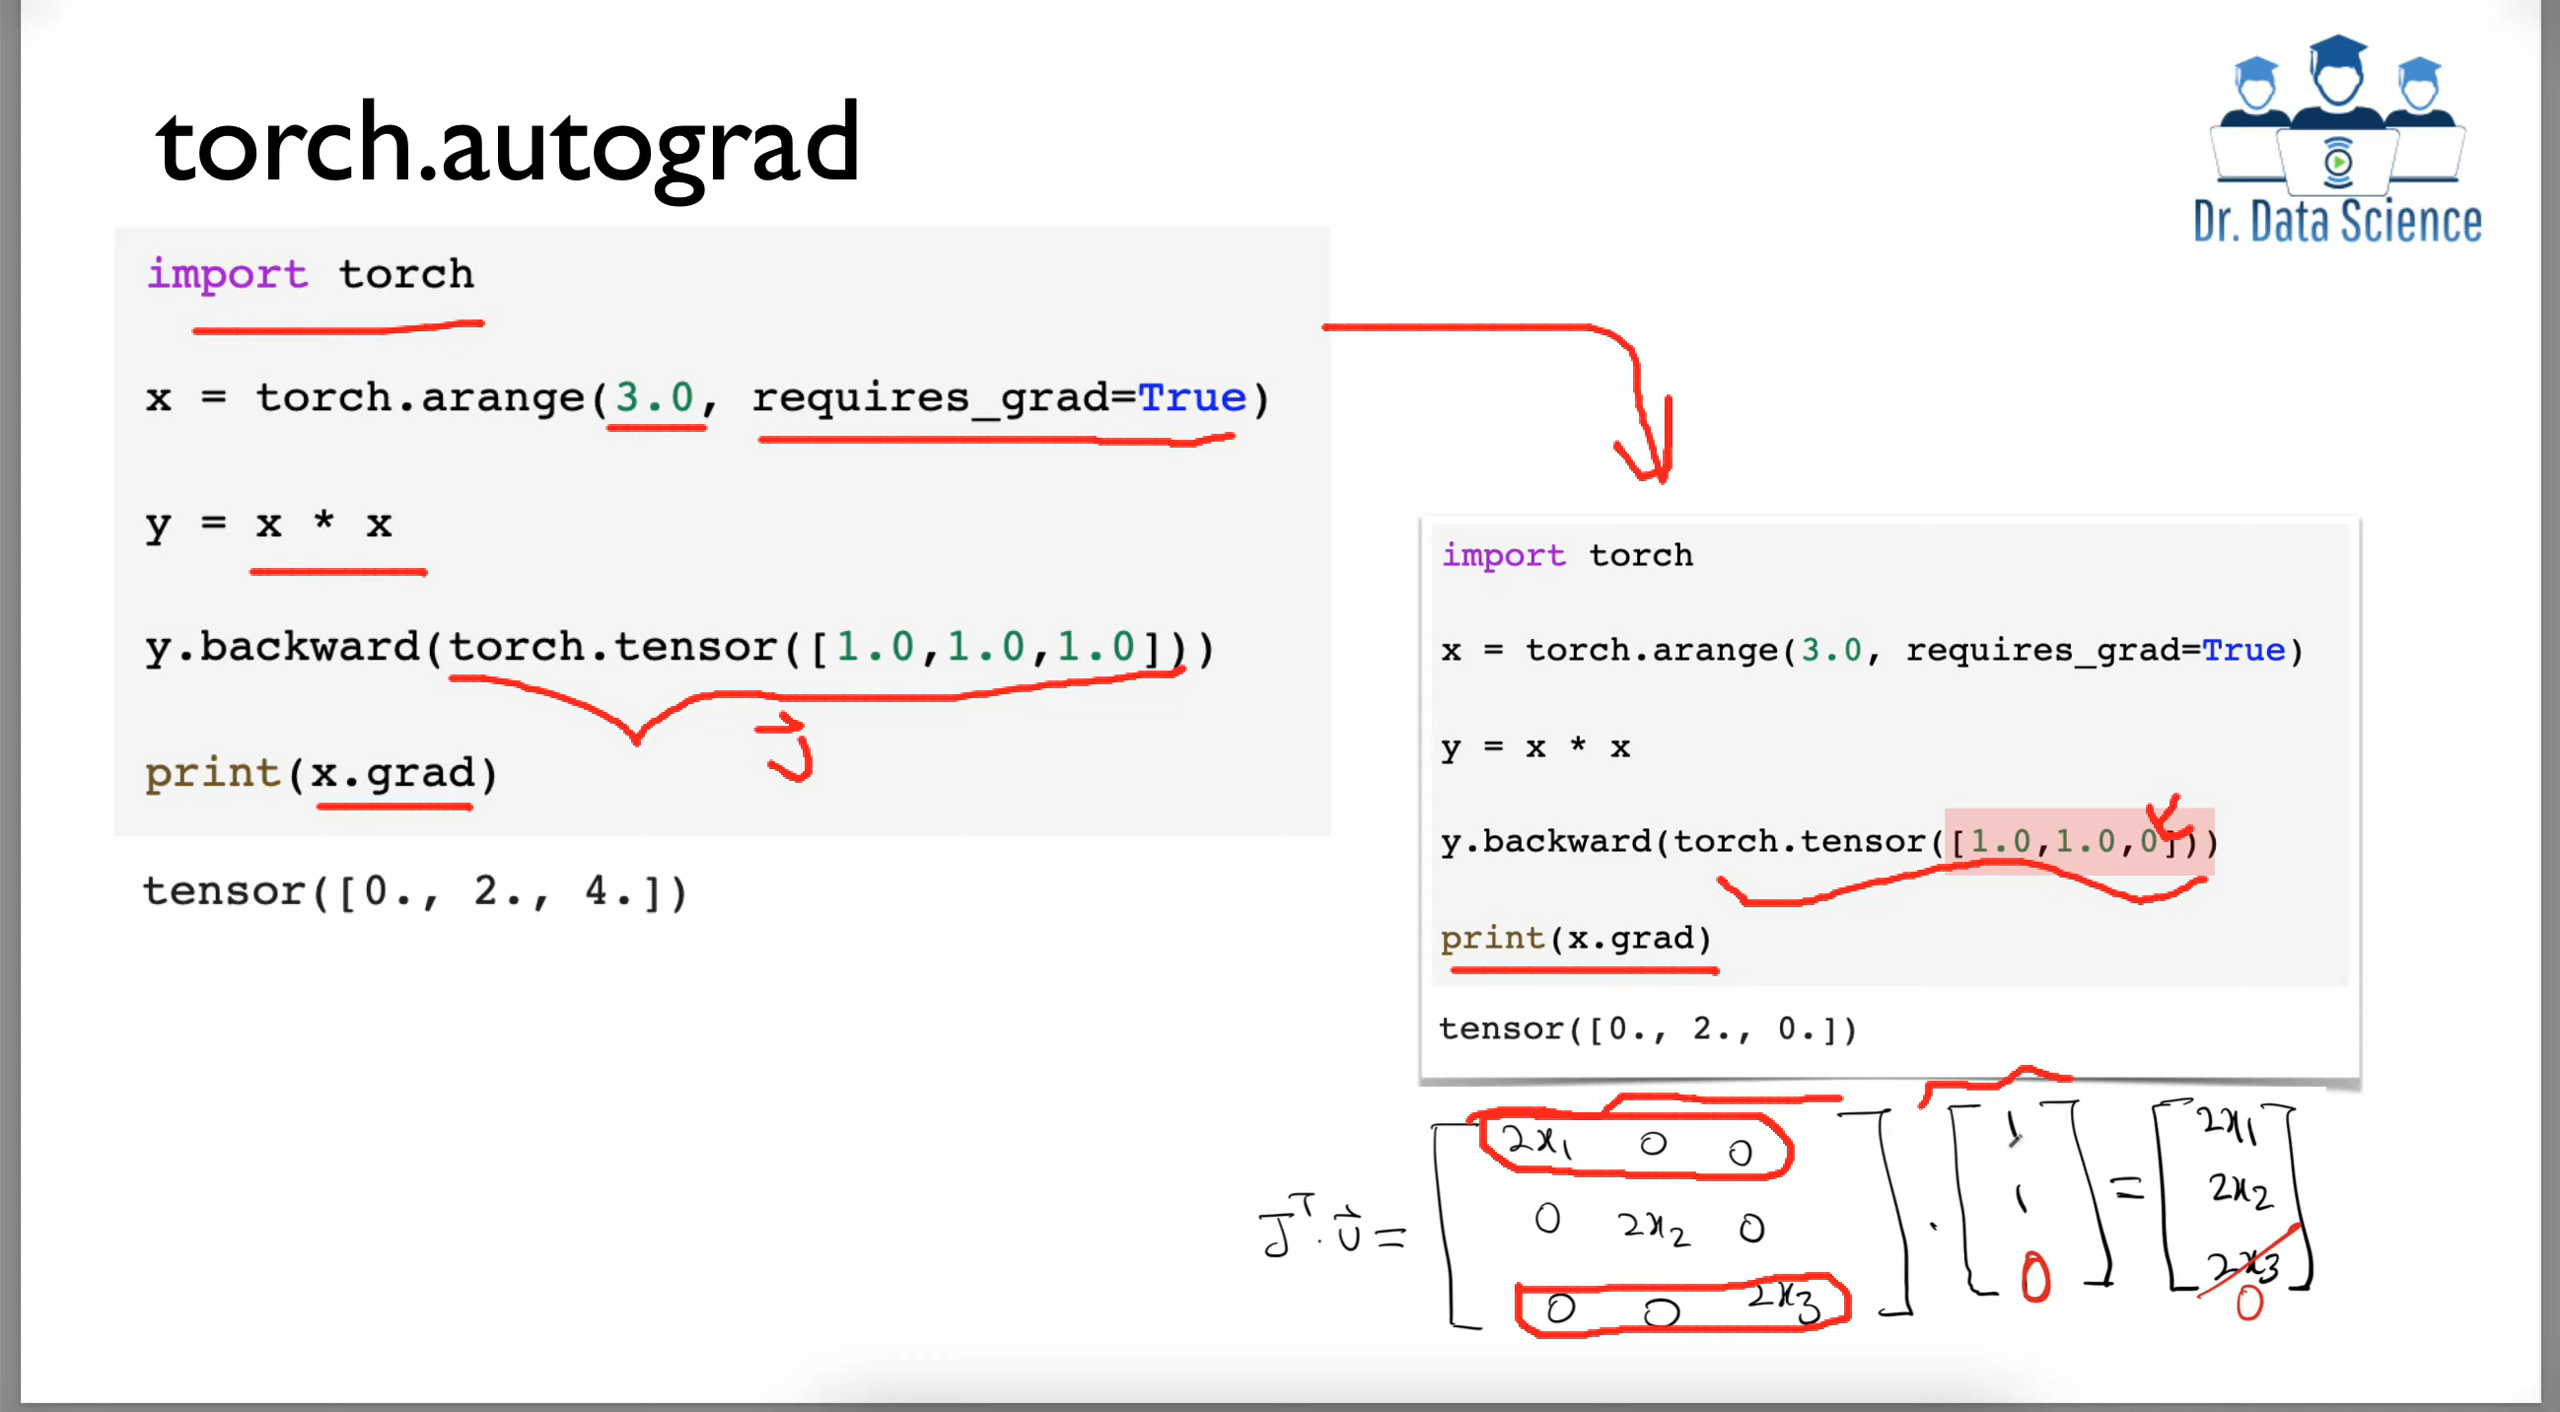 torch.autograd
Dr. Data Science
import torch
x = torch.arange(3.0, requires_grad=True)
y = x * x
y.backward(torch.tensor([1.0,1.0,1.0]))
print(x.grad)
tensor([0., 2., 4.])
import torch
x = torch.arange(3.0, requires_grad=True)
y = x * x
y.backward(torch.tensor([1.0,1.0,0]))
print(x.grad)
tensor([0., 2., 0.])
2x₁ 0 0 1 2x₁
Jᵀ.v⃗ = 0 2x₂ 0 . 1 = 2x₂
0 0 2x₃ 0 2x₃
0